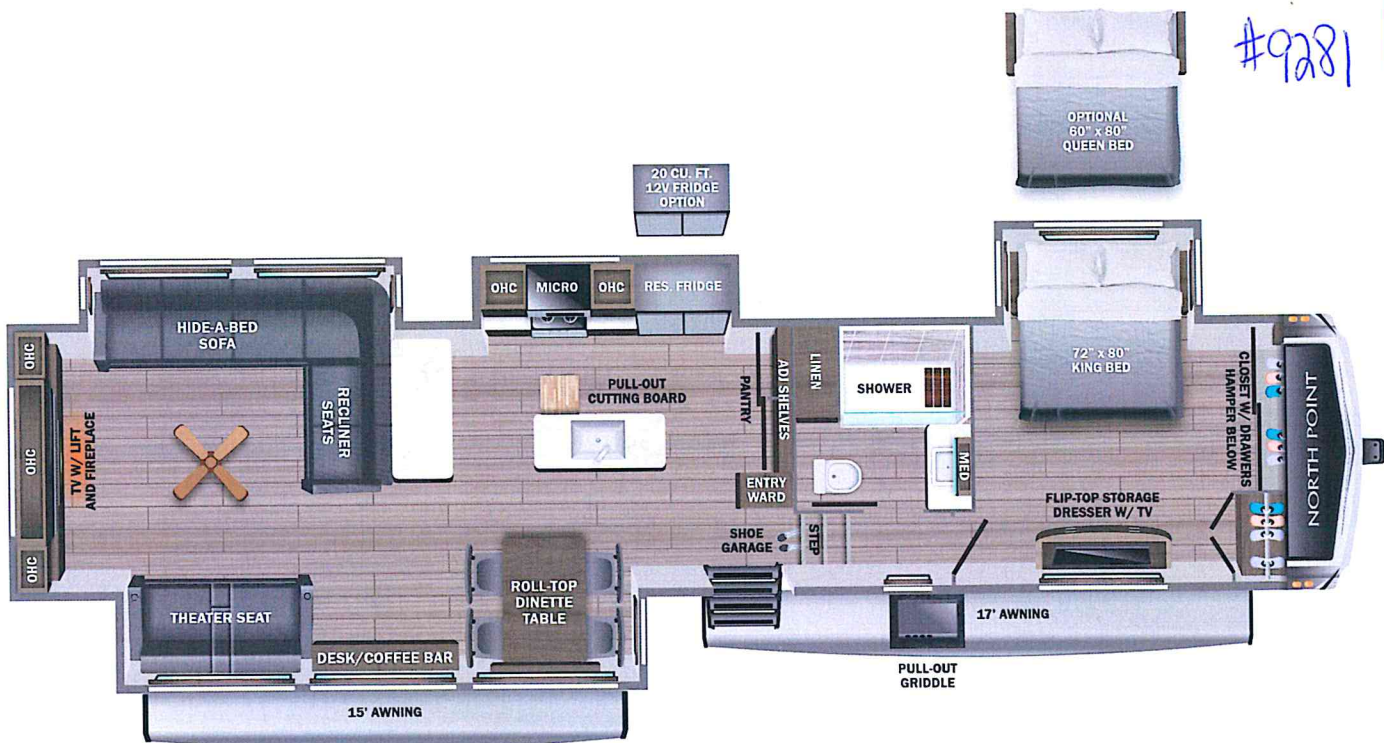 #9281
OPTIONAL
60" x 80"
QUEEN BED
20 CU. FT.
12V FRIDGE
OPTION
OHC
MICRO
OHC
RES. FRIDGE
HIDE-A-BED
SOFA
RECLINER
SEATS
OHC
OHC
OHC
TV W/ LIFT
AND FIREPLACE
PULL-OUT
CUTTING BOARD
PANTRY
ADJ SHELVES
LINEN
SHOWER
72" x 80"
KING BED
CLOSET W/ DRAWERS
HAMPER BELOW
NORTH POINT
ENTRY
WARD
MED
SHOE
GARAGE
STEP
FLIP-TOP STORAGE
DRESSER W/ TV
THEATER SEAT
DESK/COFFEE BAR
ROLL-TOP
DINETTE
TABLE
17' AWNING
PULL-OUT
GRIDDLE
15' AWNING